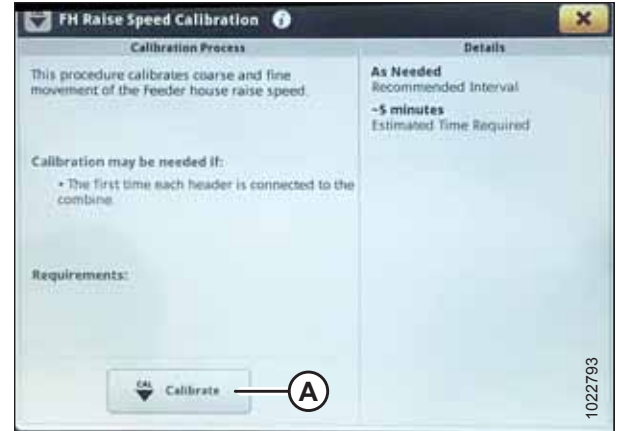 FH Raise Speed Calibration
Calibration Process
Details
This procedure calibrates coarse and fine
movement of the Feeder house raise speed.
Calibration may be needed if:
• The first time each header is connected to the
combine.
Requirements:
As Needed
Recommended Interval
~5 minutes
Estimated Time Required
CAL
Calibrate
A
1022793